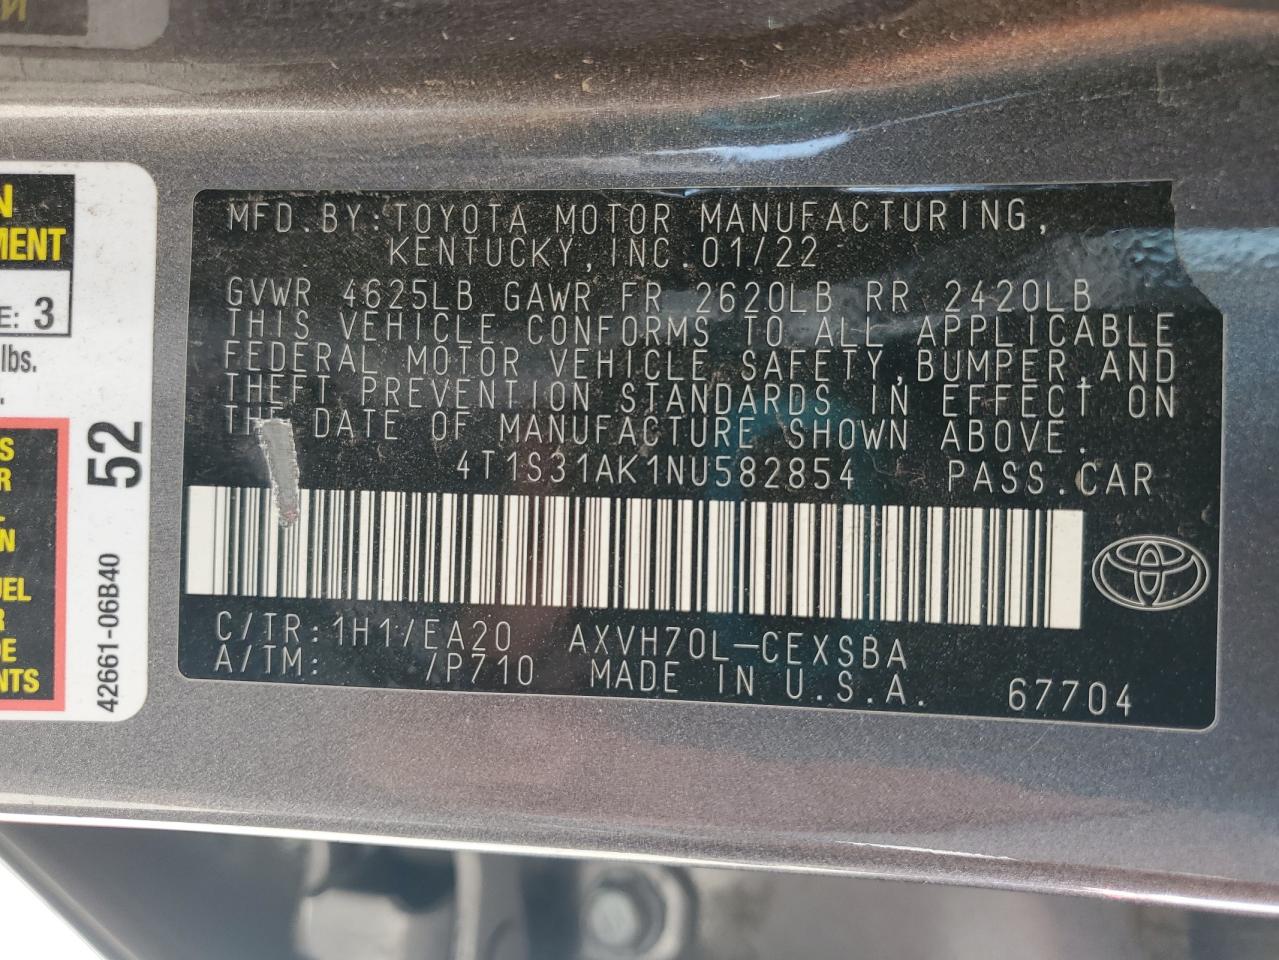 MFD.BY:TOYOTA MOTOR MANUFACTURING,
KENTUCKY,INC.01/22
GVWR 4625LB GAWR FR 2620LB RR 2420LB
THIS VEHICLE CONFORMS TO ALL APPLICABLE
FEDERAL MOTOR VEHICLE SAFETY,BUMPER,AND
THEFT PREVENTION STANDARDS IN EFFECT ON
THE DATE OF MANUFACTURE SHOWN ABOVE.
4T1S31AK1NU582854 PASS.CAR
C/TR:1H1/EA20 AXVH70L-CEXSBA
A/TM: /P710 MADE IN U.S.A. 67704
E: 3
lbs.
52
42661-06B40